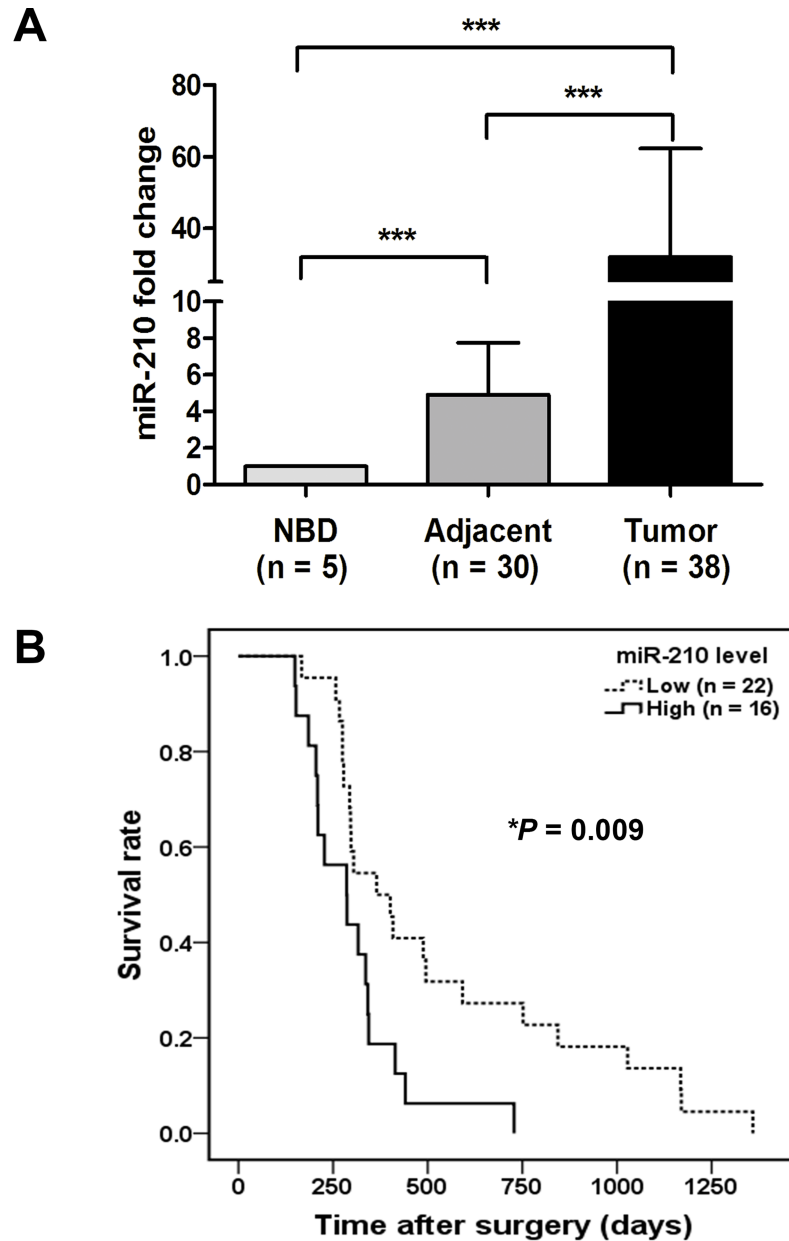 A
***
***
***
miR-210 fold change
80
60
40
10
8
6
4
2
0
NBD
(n = 5)
Adjacent
(n = 30)
Tumor
(n = 38)
B
miR-210 level
Low (n = 22)
High (n = 16)
*P = 0.009
Survival rate
1.0
0.8
0.6
0.4
0.2
0.0
0
250
500
750
1000
1250
Time after surgery (days)